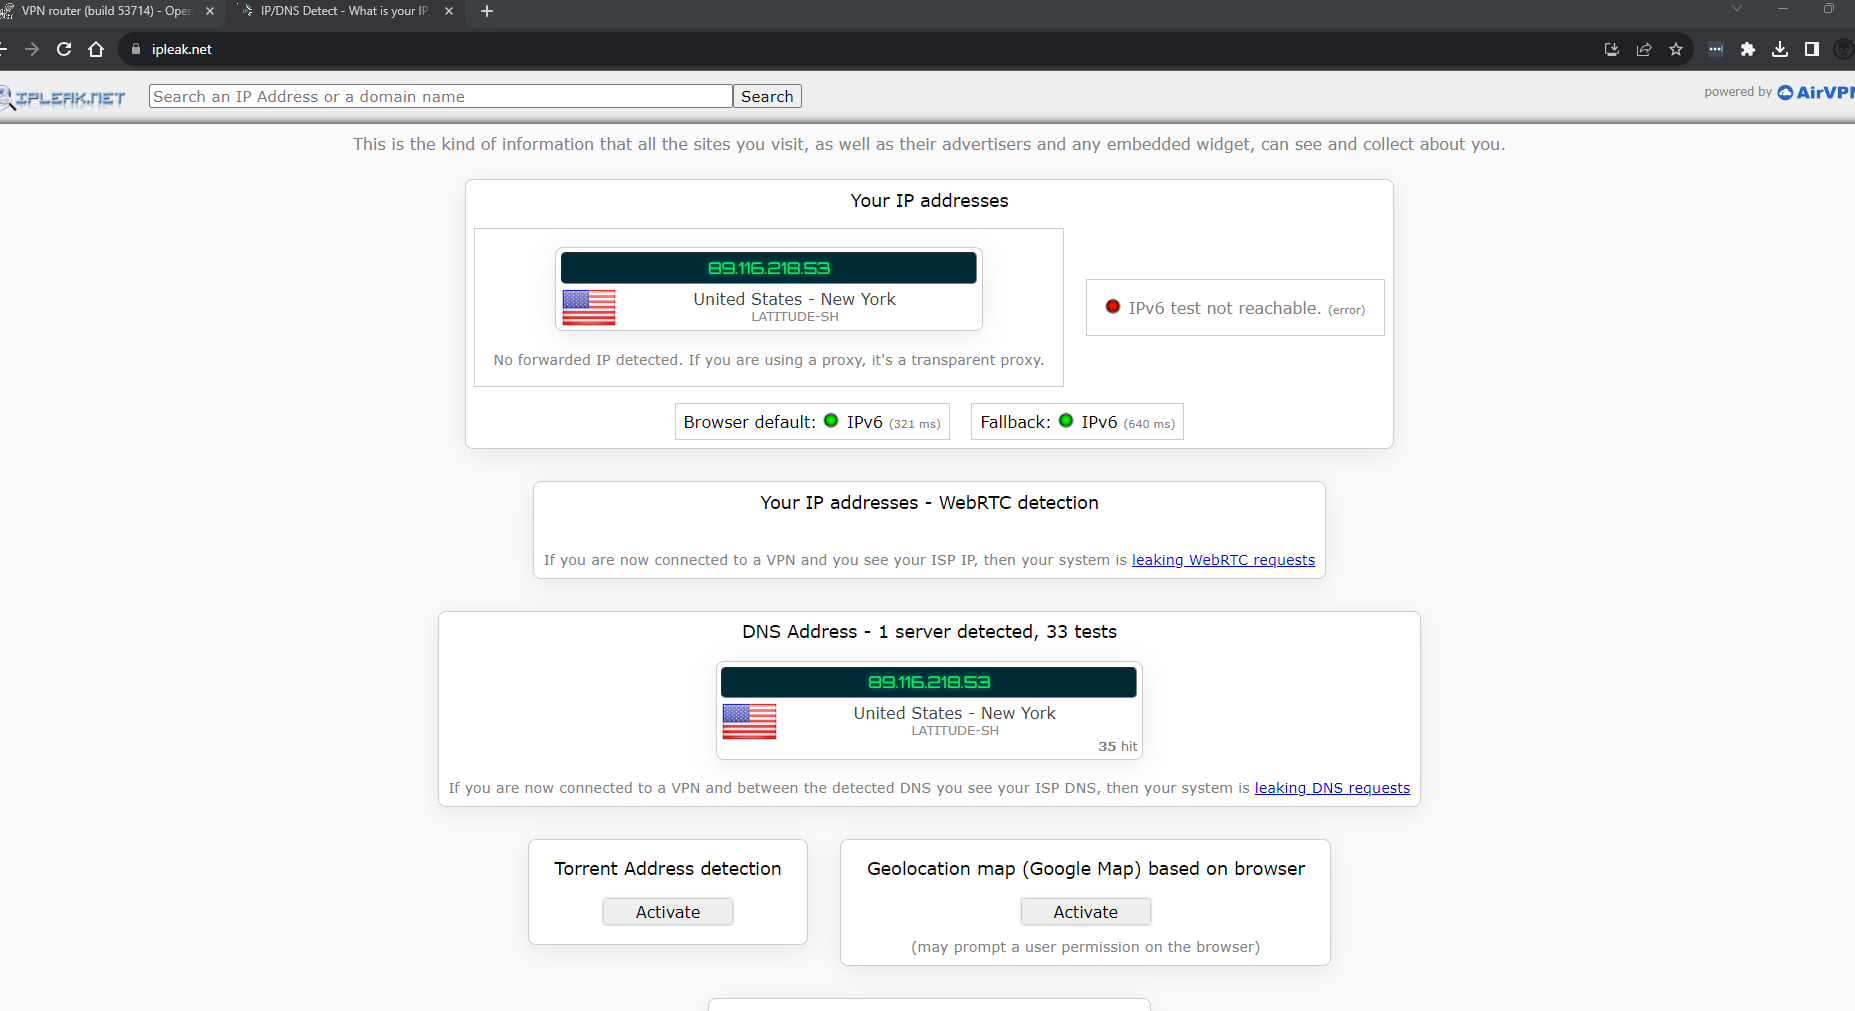 VPN router (build 53714) - Open
IP/DNS Detect - What is your IP,
ipleak.net
IPLEAK.NET
Search an IP Address or a domain name
Search
powered by AirVPN
This is the kind of information that all the sites you visit, as well as their advertisers and any embedded widget, can see and collect about you.
Your IP addresses
89.116.218.53
United States - New York
LATITUDE-SH
No forwarded IP detected. If you are using a proxy, it's a transparent proxy.
IPv6 test not reachable. (error)
Browser default: IPv6 (321 ms)
Fallback: IPv6 (640 ms)
Your IP addresses - WebRTC detection
If you are now connected to a VPN and you see your ISP IP, then your system is leaking WebRTC requests
DNS Address - 1 server detected, 33 tests
89.116.218.53
United States - New York
LATITUDE-SH
35 hit
If you are now connected to a VPN and between the detected DNS you see your ISP DNS, then your system is leaking DNS requests
Torrent Address detection
Activate
Geolocation map (Google Map) based on browser
Activate
(may prompt a user permission on the browser)